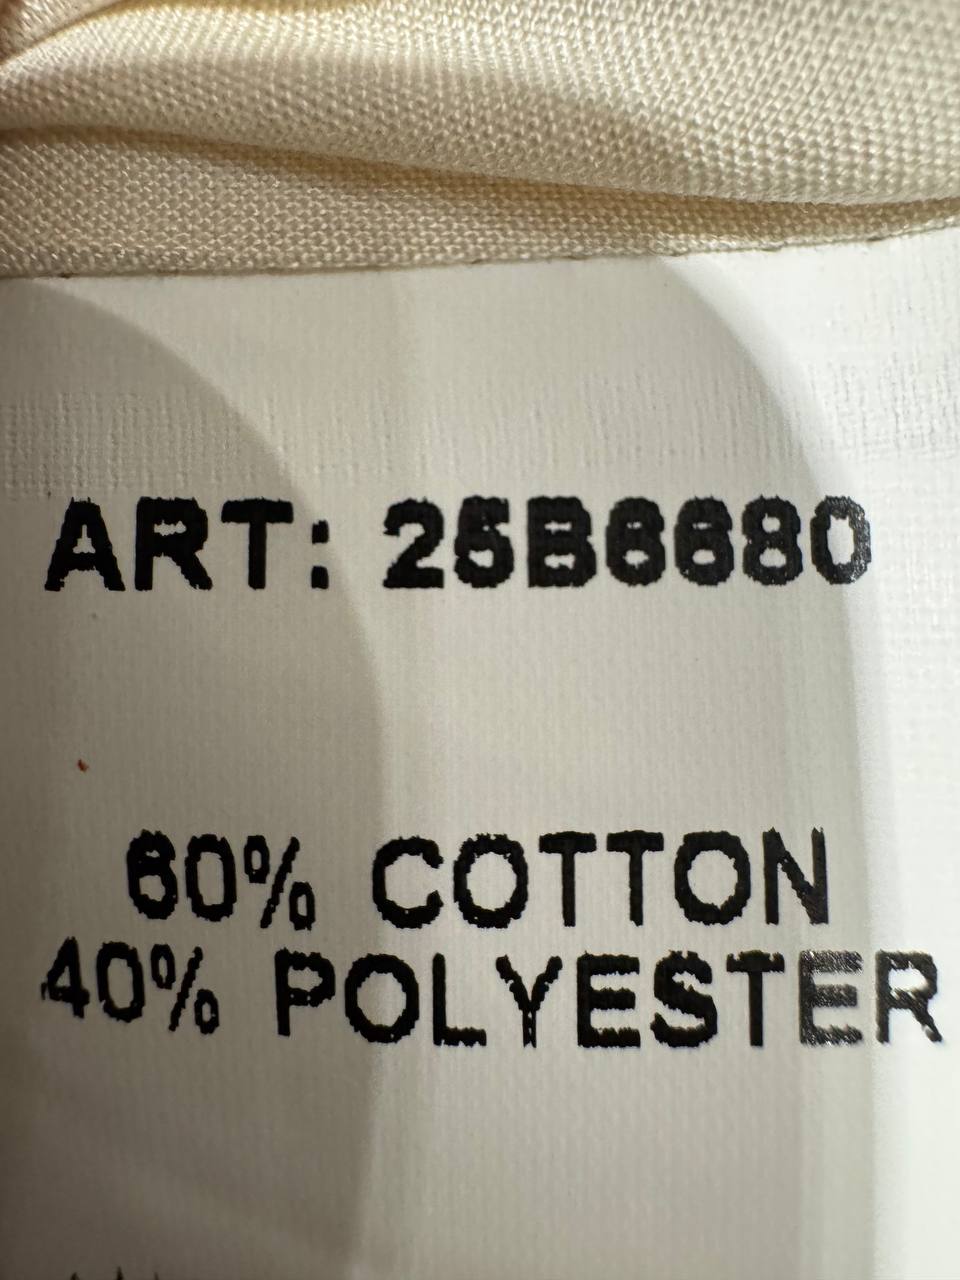 ART: 25B6680
60% COTTON
40% POLYESTER